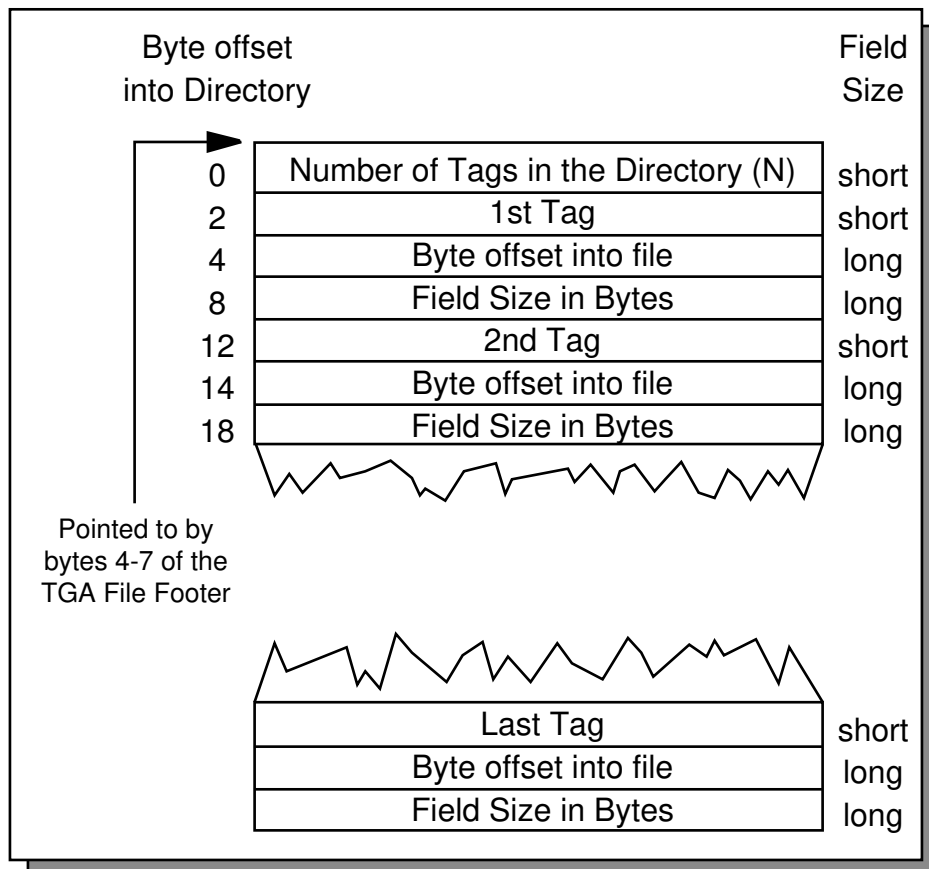 Byte offset
into Directory
Field
Size
0 Number of Tags in the Directory (N) short
2 1st Tag short
4 Byte offset into file long
8 Field Size in Bytes long
12 2nd Tag short
14 Byte offset into file long
18 Field Size in Bytes long
Pointed to by
bytes 4-7 of the
TGA File Footer
Last Tag short
Byte offset into file long
Field Size in Bytes long